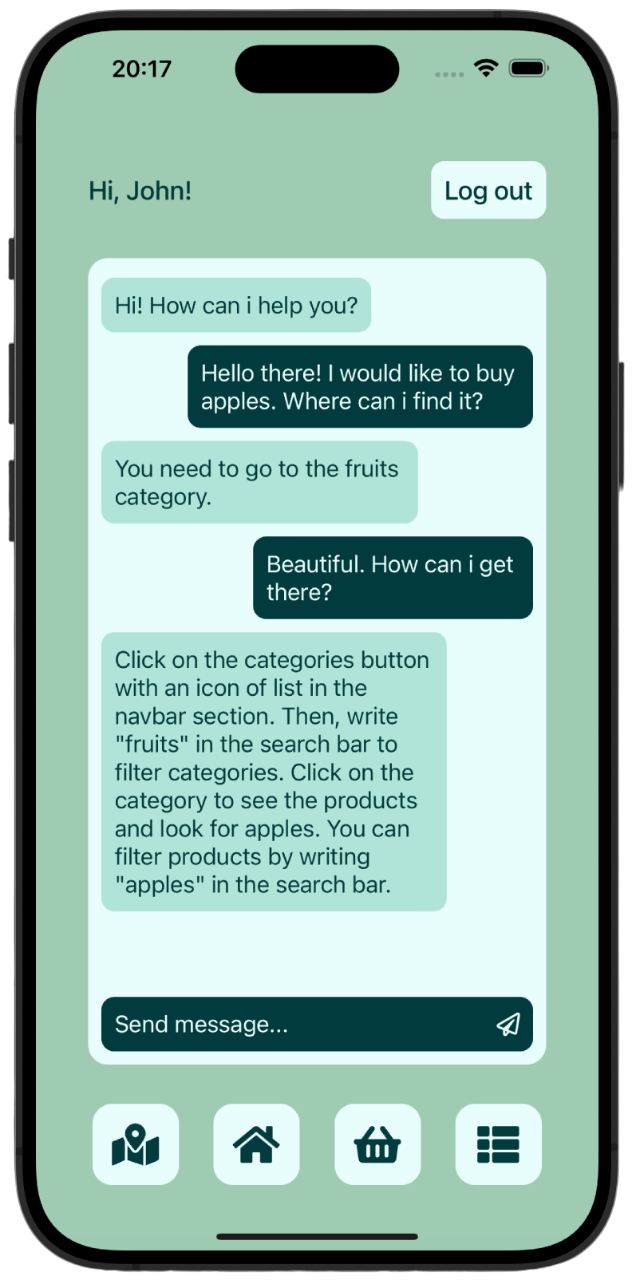 20:17
Hi, John!
Log out
Hi! How can i help you?
Hello there! I would like to buy
apples. Where can i find it?
You need to go to the fruits
category.
Beautiful. How can i get
there?
Click on the categories button
with an icon of list in the
navbar section. Then, write
"fruits" in the search bar to
filter categories. Click on the
category to see the products
and look for apples. You can
filter products by writing
"apples" in the search bar.
Send message...